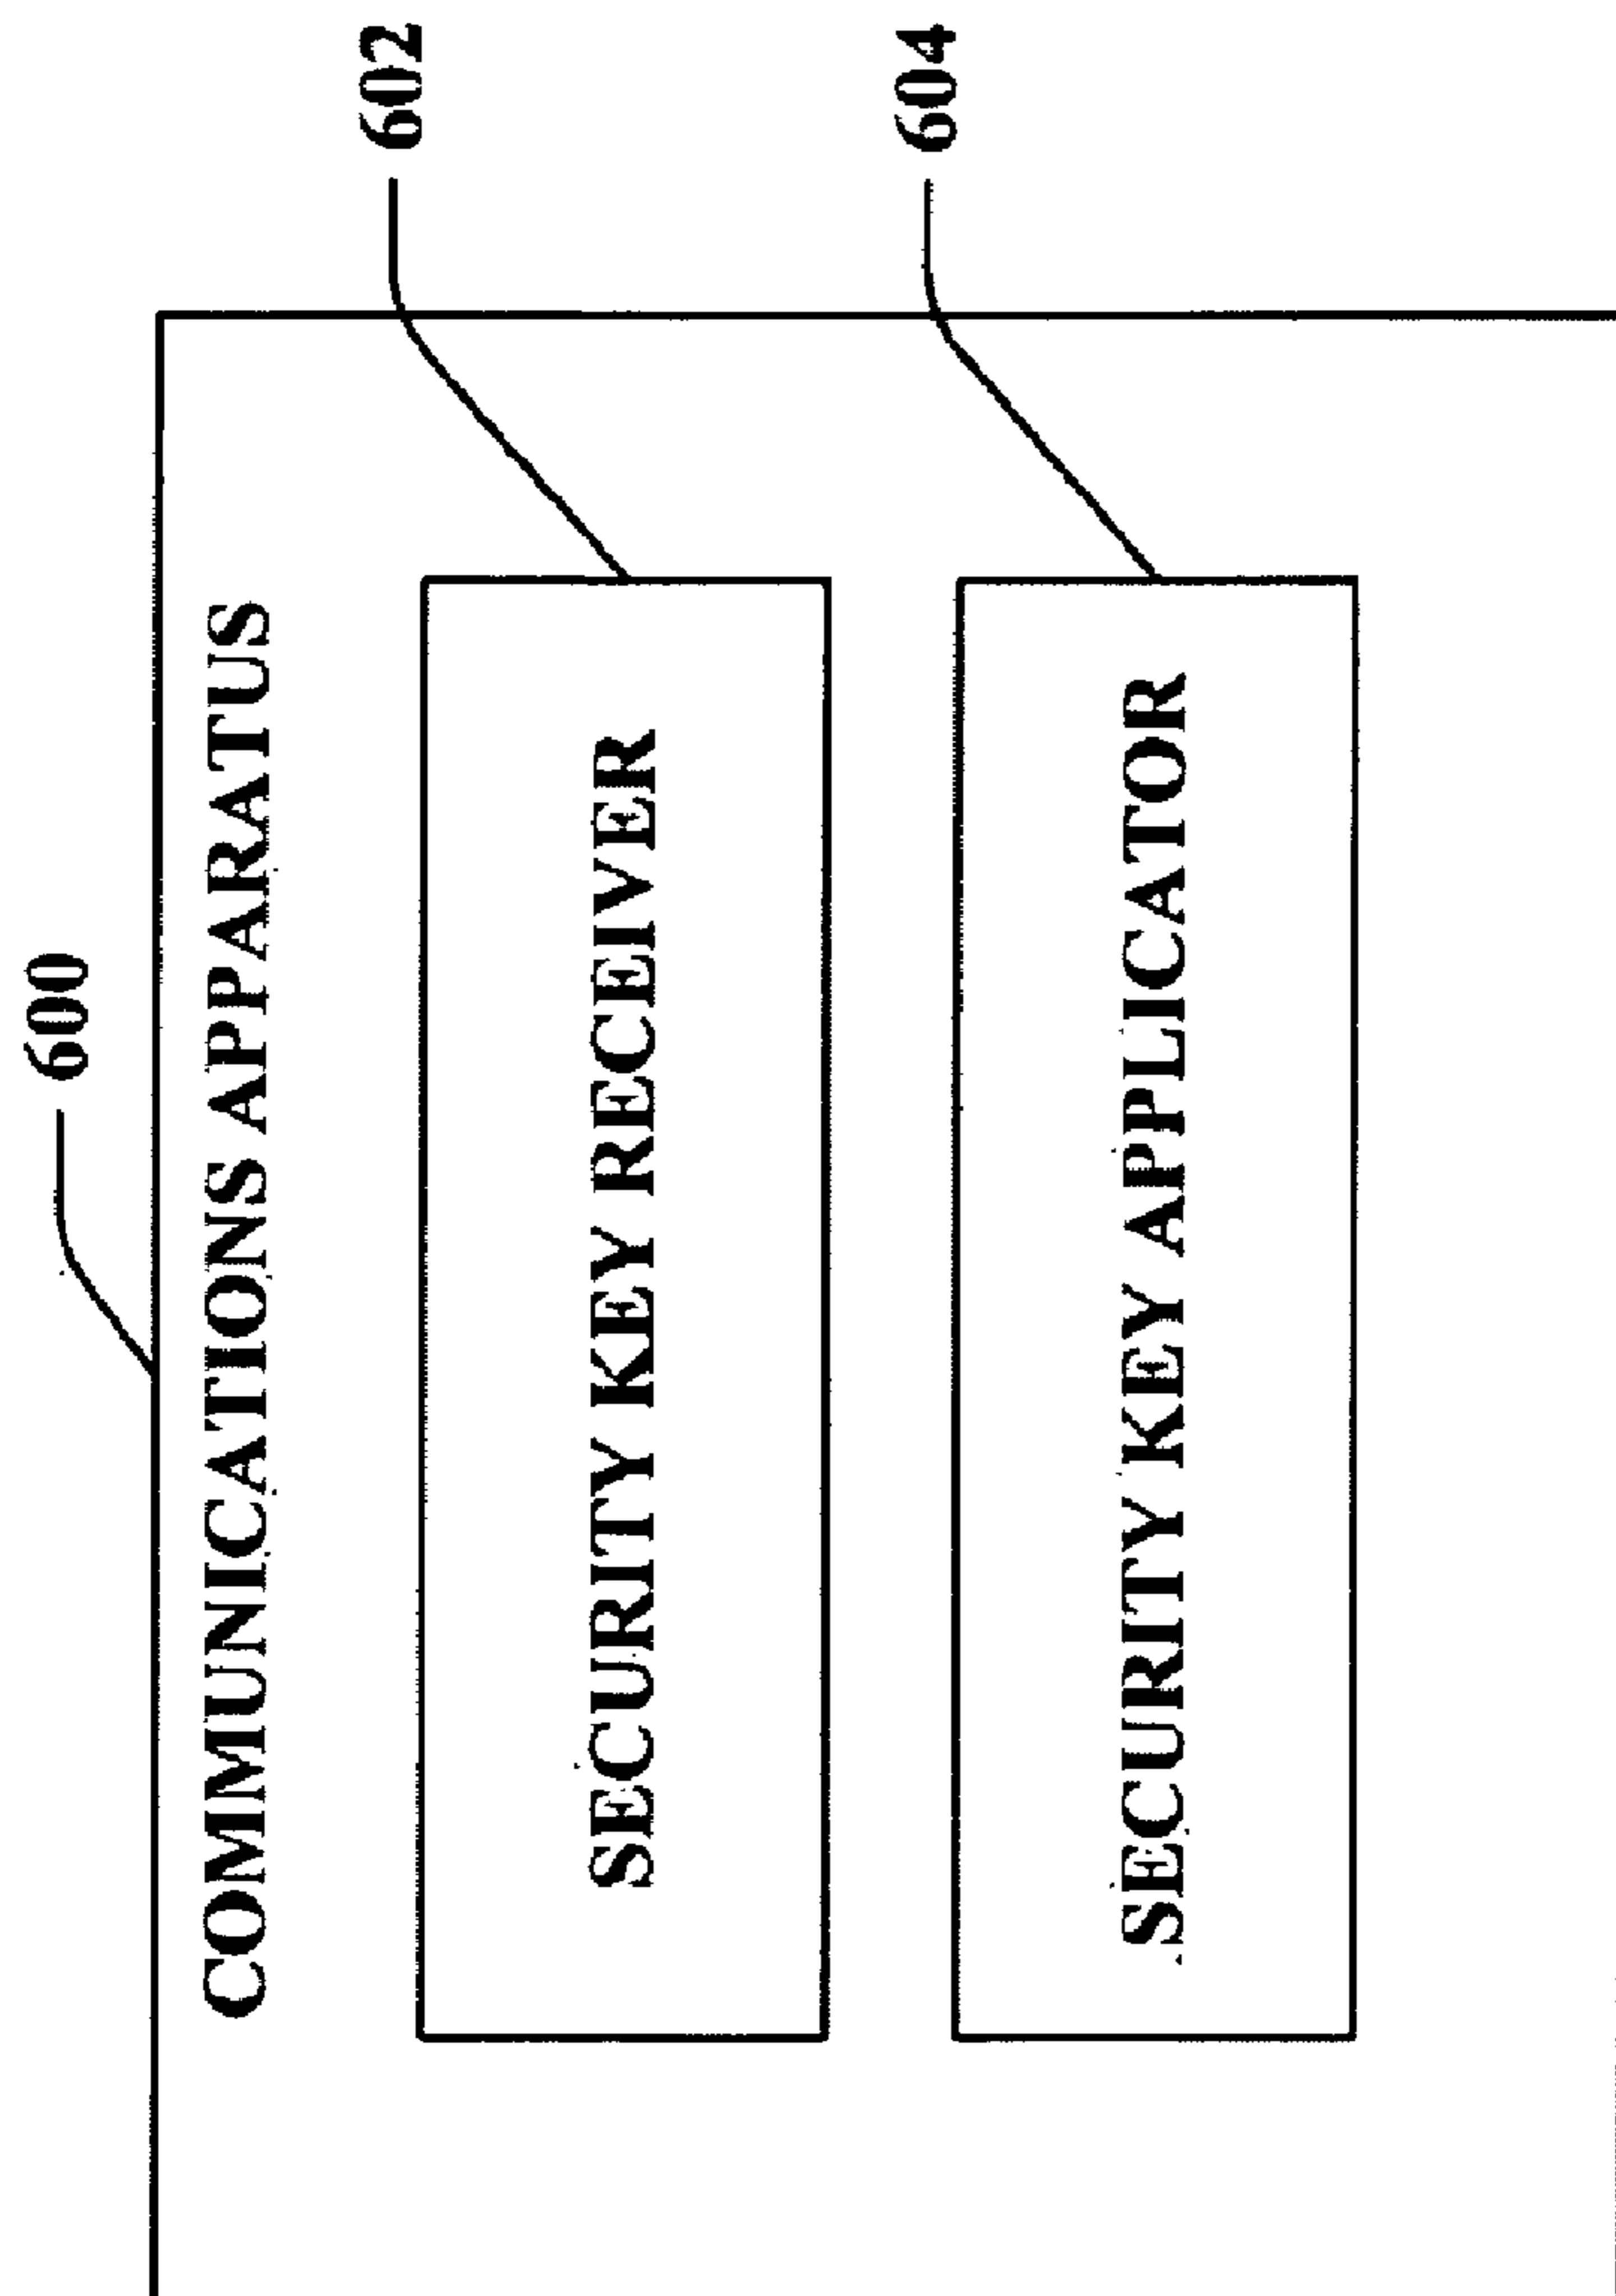 600
COMMUNICATIONS APPARATUS
602
SECURITY KEY RECEIVER
604
SECURITY KEY APPLICATOR